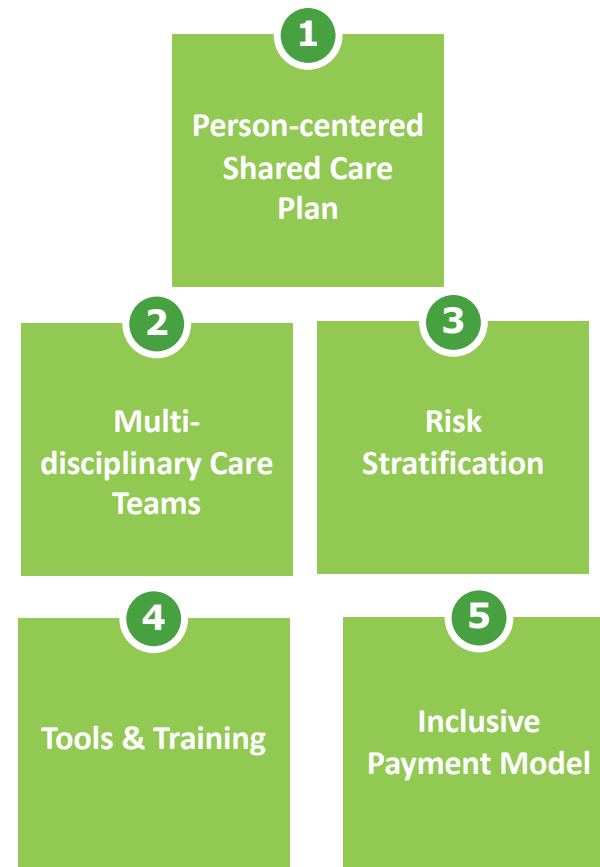 1
Person-centered
Shared Care
Plan
2
Multi-
disciplinary Care
Teams
3
Risk
Stratification
4
Tools & Training
5
Inclusive
Payment Model